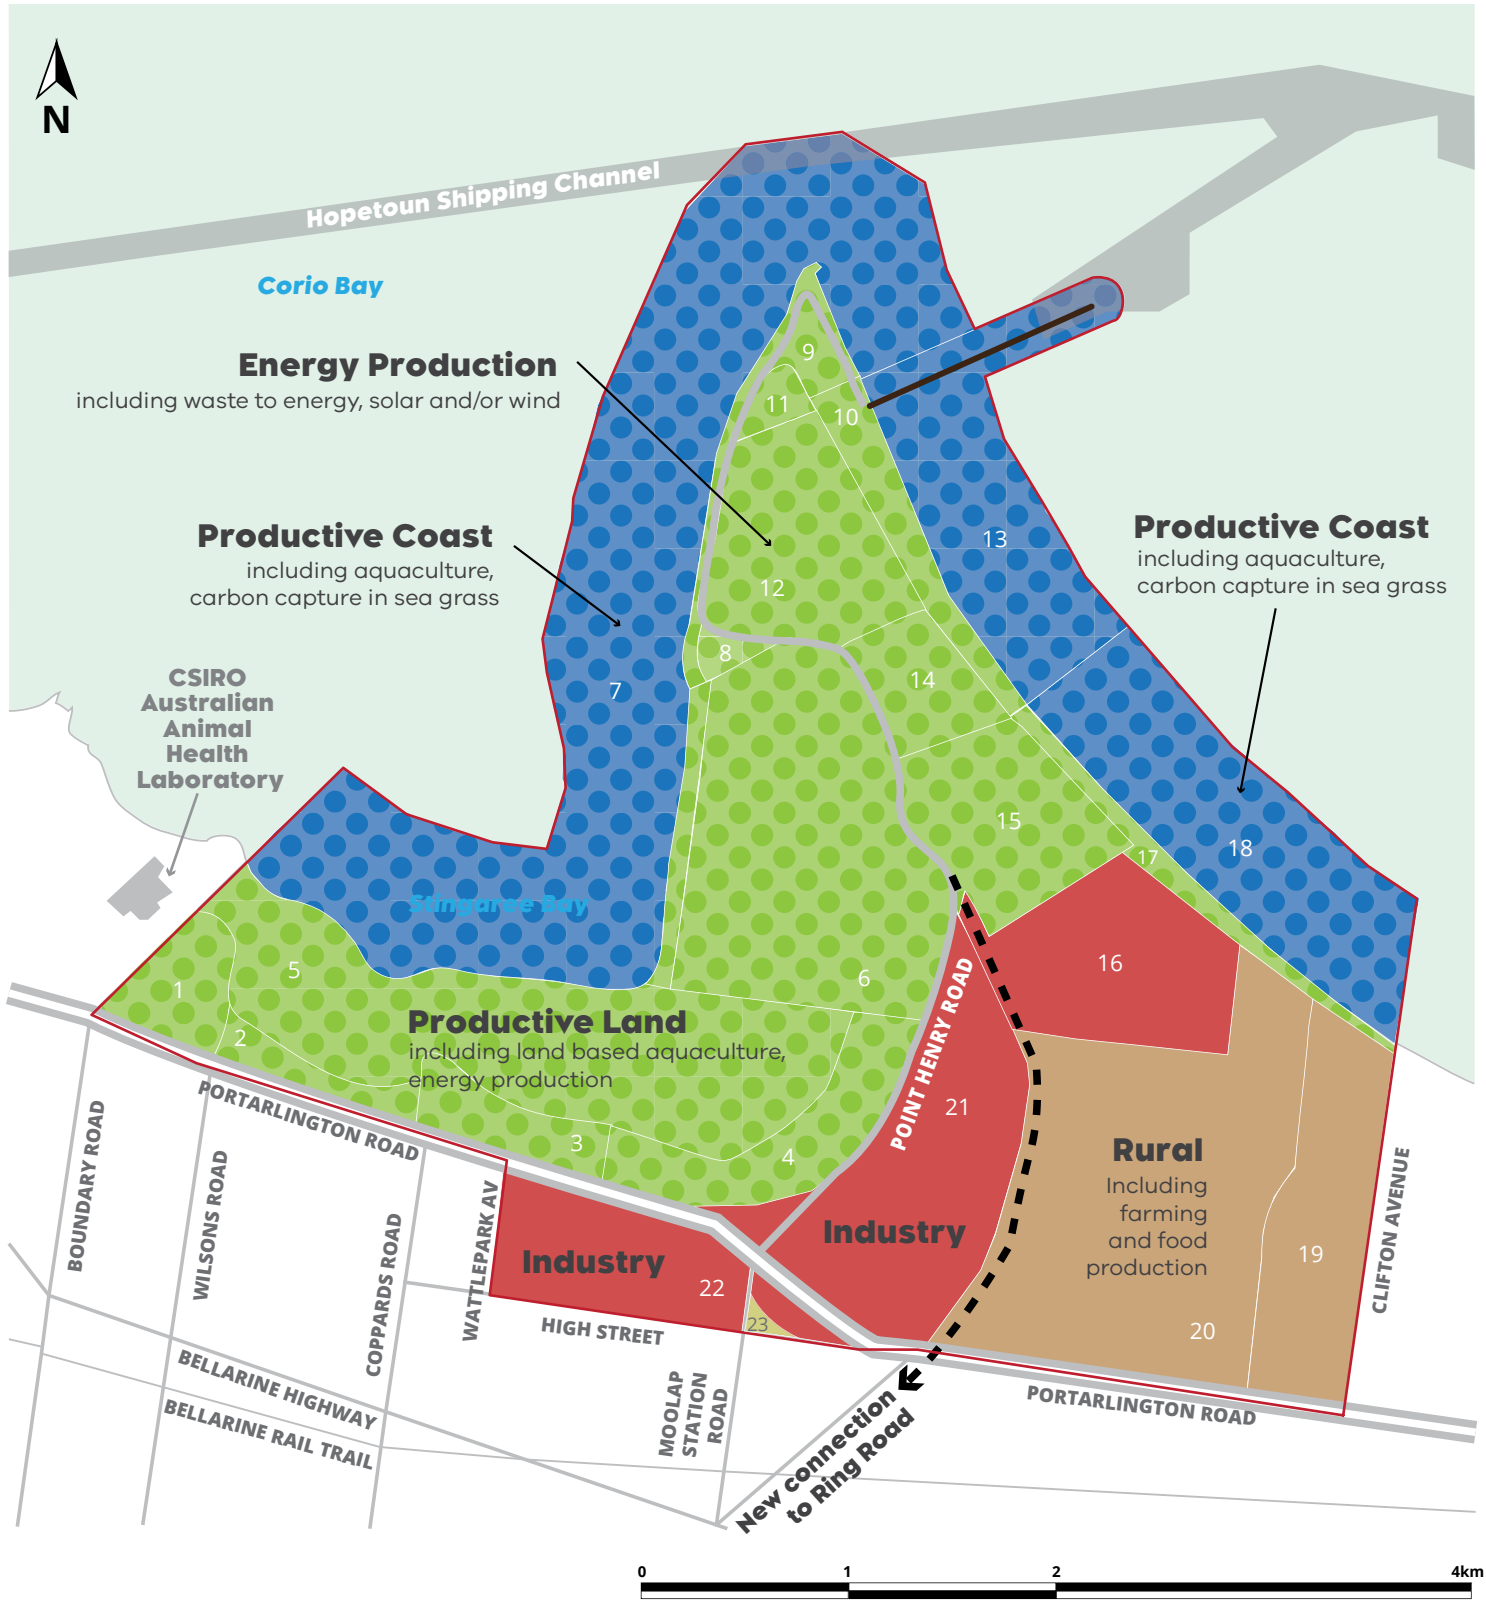 N
Hopetoun Shipping Channel
Corio Bay
Energy Production
including waste to energy, solar and/or wind
9
11
10
Productive Coast
including aquaculture,
carbon capture in sea grass
13
Productive Coast
including aquaculture,
carbon capture in sea grass
12
8
14
7
CSIRO
Australian
Animal
Health
Laboratory
15
17
18
Stingaree Bay
16
5
1
6
2
Productive Land
including land based aquaculture,
energy production
POINT HENRY ROAD
21
3
4
PORTARLINGTON ROAD
BOUNDARY ROAD
WILSONS ROAD
COPPARDS ROAD
WATTLEPARK AV
Rural
Including
farming
and food
production
Industry
Industry
22
23
19
20
CLIFTON AVENUE
HIGH STREET
BELLARINE HIGHWAY
BELLARINE RAIL TRAIL
MOOLAP
STATION
ROAD
PORTARLINGTON ROAD
New connection
to Ring Road
0 1 2 4km